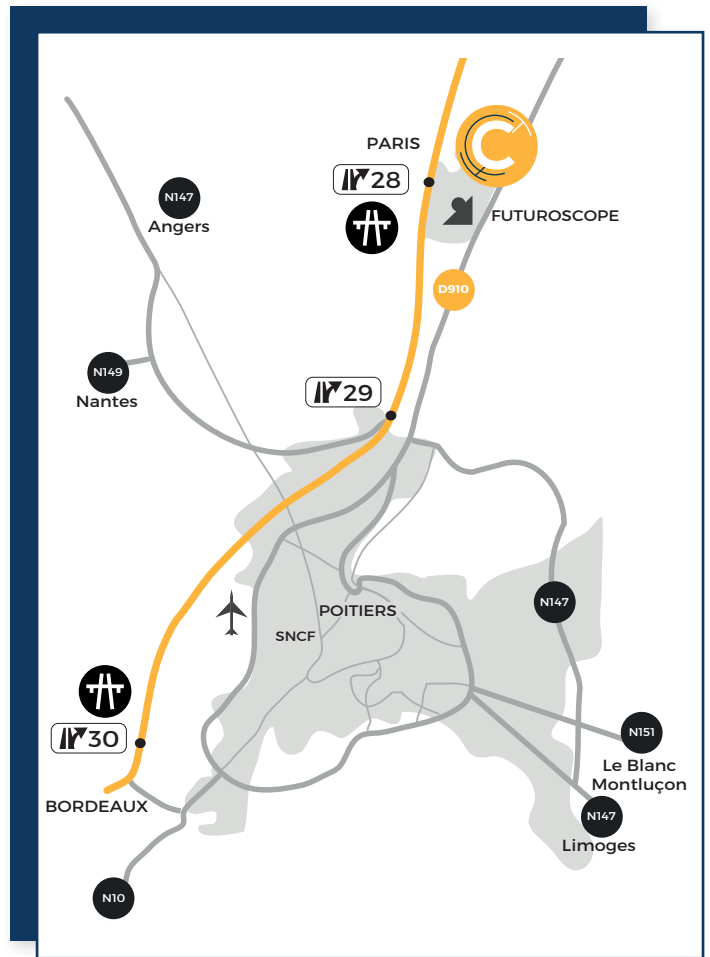 PARIS
C
28
N147
Angers
FUTUROSCOPE
D910
N149
Nantes
29
N147
POITIERS
SNCF
30
N151
Le Blanc
Montluçon
BORDEAUX
N147
Limoges
N10